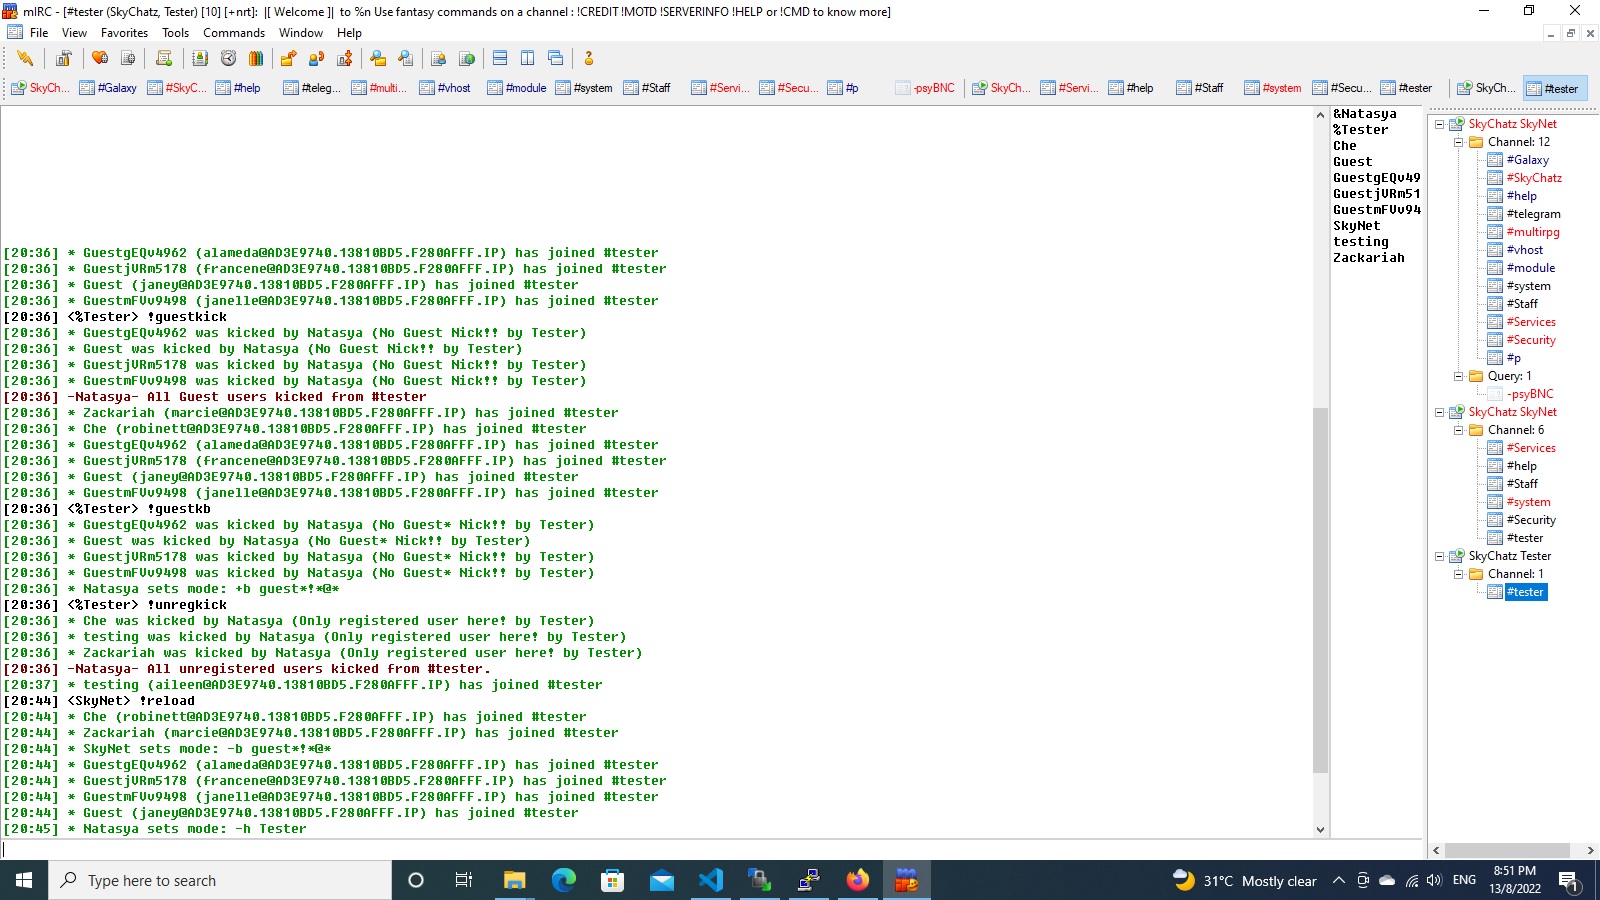 mIRC - [#tester (SkyChatz, Tester) [10] [+nrt]:  |[ Welcome ]|  to %n Use fantasy commands on a channel : !CREDIT !MOTD !SERVERINFO !HELP or !CMD to know more]
File View Favorites Tools Commands Window Help
SkyCh... #Galaxy #SkyC... #help #teleg... #multi... #vhost #module #system #Staff #Servi... #Secu... #p -psyBNC SkyCh... #Servi... #help #Staff #system #Secu... #tester SkyCh... #tester
[20:36] * GuestgEQv4962 (alameda@AD3E9740.13810BD5.F280AFFF.IP) has joined #tester
[20:36] * GuestjVRm5178 (francene@AD3E9740.13810BD5.F280AFFF.IP) has joined #tester
[20:36] * Guest (janey@AD3E9740.13810BD5.F280AFFF.IP) has joined #tester
[20:36] * GuestmFVv9498 (janelle@AD3E9740.13810BD5.F280AFFF.IP) has joined #tester
[20:36] <%Tester> !guestkick
[20:36] * GuestgEQv4962 was kicked by Natasya (No Guest Nick!! by Tester)
[20:36] * Guest was kicked by Natasya (No Guest Nick!! by Tester)
[20:36] * GuestjVRm5178 was kicked by Natasya (No Guest Nick!! by Tester)
[20:36] * GuestmFVv9498 was kicked by Natasya (No Guest Nick!! by Tester)
[20:36] -Natasya- All Guest users kicked from #tester
[20:36] * Zackariah (marcie@AD3E9740.13810BD5.F280AFFF.IP) has joined #tester
[20:36] * Che (robinett@AD3E9740.13810BD5.F280AFFF.IP) has joined #tester
[20:36] * GuestgEQv4962 (alameda@AD3E9740.13810BD5.F280AFFF.IP) has joined #tester
[20:36] * GuestjVRm5178 (francene@AD3E9740.13810BD5.F280AFFF.IP) has joined #tester
[20:36] * Guest (janey@AD3E9740.13810BD5.F280AFFF.IP) has joined #tester
[20:36] * GuestmFVv9498 (janelle@AD3E9740.13810BD5.F280AFFF.IP) has joined #tester
[20:36] <%Tester> !guestkb
[20:36] * GuestgEQv4962 was kicked by Natasya (No Guest* Nick!! by Tester)
[20:36] * Guest was kicked by Natasya (No Guest* Nick!! by Tester)
[20:36] * GuestjVRm5178 was kicked by Natasya (No Guest* Nick!! by Tester)
[20:36] * GuestmFVv9498 was kicked by Natasya (No Guest* Nick!! by Tester)
[20:36] * Natasya sets mode: +b guest*!*@*
[20:36] <%Tester> !unregkick
[20:36] * Che was kicked by Natasya (Only registered user here! by Tester)
[20:36] * testing was kicked by Natasya (Only registered user here! by Tester)
[20:36] * Zackariah was kicked by Natasya (Only registered user here! by Tester)
[20:36] -Natasya- All unregistered users kicked from #tester.
[20:37] * testing (aileen@AD3E9740.13810BD5.F280AFFF.IP) has joined #tester
[20:44] <SkyNet> !reload
[20:44] * Che (robinett@AD3E9740.13810BD5.F280AFFF.IP) has joined #tester
[20:44] * Zackariah (marcie@AD3E9740.13810BD5.F280AFFF.IP) has joined #tester
[20:44] * SkyNet sets mode: -b guest*!*@*
[20:44] * GuestgEQv4962 (alameda@AD3E9740.13810BD5.F280AFFF.IP) has joined #tester
[20:44] * GuestjVRm5178 (francene@AD3E9740.13810BD5.F280AFFF.IP) has joined #tester
[20:44] * GuestmFVv9498 (janelle@AD3E9740.13810BD5.F280AFFF.IP) has joined #tester
[20:44] * Guest (janey@AD3E9740.13810BD5.F280AFFF.IP) has joined #tester
[20:45] * Natasya sets mode: -h Tester
&Natasya
%Tester
Che
Guest
GuestgEQv49
GuestjVRm51
GuestmFVv94
SkyNet
testing
Zackariah
SkyChatz SkyNet
Channel: 12
#Galaxy
#SkyChatz
#help
#telegram
#multirpg
#vhost
#module
#system
#Staff
#Services
#Security
#p
Query: 1
-psyBNC
SkyChatz SkyNet
Channel: 6
#Services
#help
#Staff
#system
#Security
#tester
SkyChatz Tester
Channel: 1
#tester
Type here to search
31°C Mostly clear
ENG
8:51 PM
13/8/2022
1